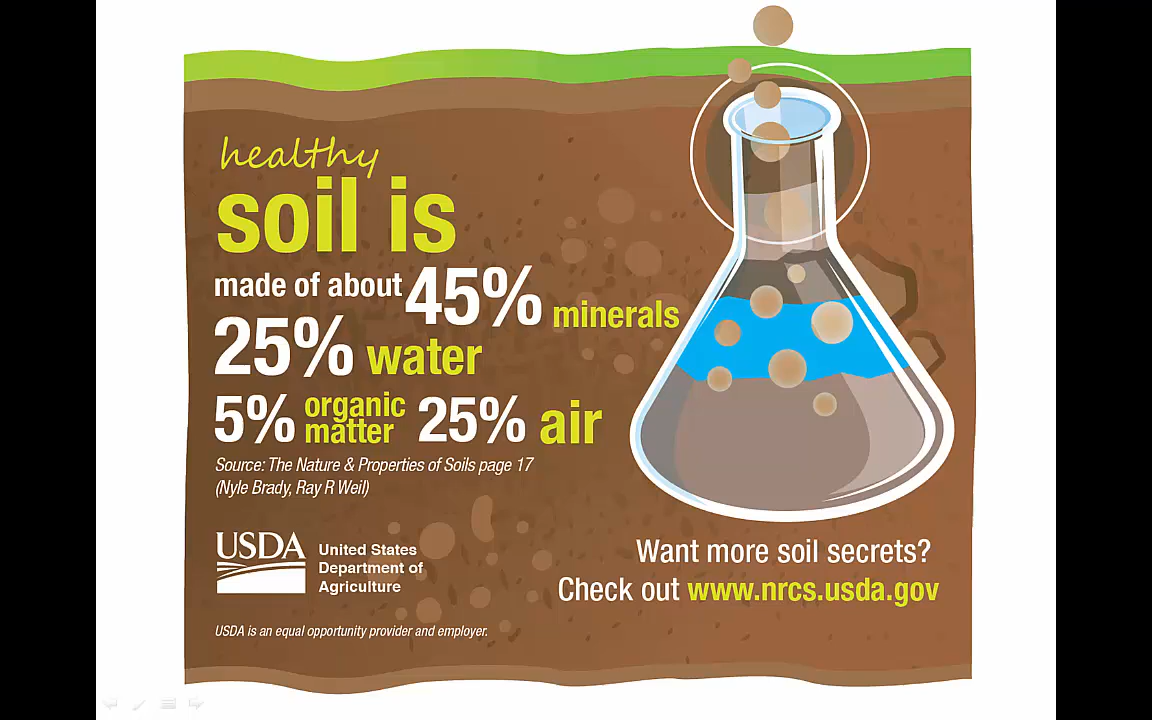 healthy
soil is
made of about 45% minerals
25% water
5% organic matter 25% air
Source: The Nature & Properties of Soils page 17
(Nyle Brady, Ray R Weil)
USDA United States
Department of
Agriculture
Want more soil secrets?
Check out www.nrcs.usda.gov
USDA is an equal opportunity provider and employer.